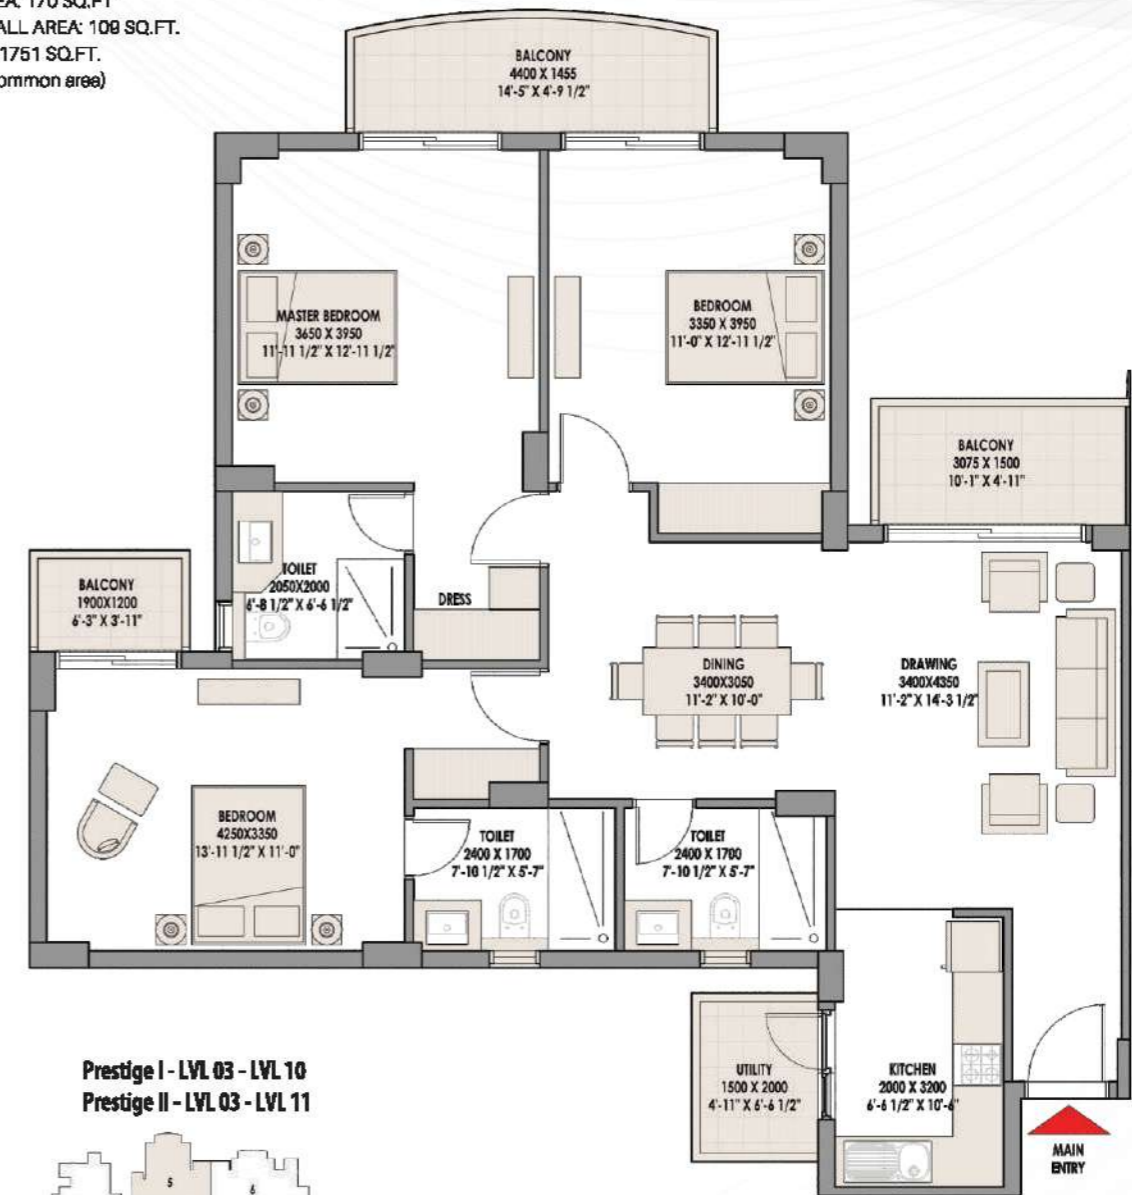 EA: 170 SQ.FT
ALL AREA: 109 SQ.FT.
1751 SQ.FT.
ommon area)
BALCONY
4400 X 1455
14'-5" X 4'-9 1/2"
MASTER BEDROOM
3650 X 3950
11'-11 1/2" X 12'-11 1/2"
BEDROOM
3350 X 3950
11'-0" X 12'-11 1/2"
BALCONY
3075 X 1500
10'-1" X 4'-11"
BALCONY
1900X1200
6'-3" X 3'-11"
TOILET
2050X2000
6'-8 1/2" X 6'-6 1/2"
DRESS
DINING
3400X3050
11'-2" X 10'-0"
DRAWING
3400X4350
11'-2" X 14'-3 1/2"
BEDROOM
4250X3350
13'-11 1/2" X 11'-0"
TOILET
2400 X 1700
7'-10 1/2" X 5'-7"
TOILET
2400 X 1700
7'-10 1/2" X 5'-7"
UTILITY
1500 X 2000
4'-11" X 6'-6 1/2"
KITCHEN
2000 X 3200
6'-6 1/2" X 10'-6"
MAIN
ENTRY
Prestige I - LVL 03 - LVL 10
Prestige II - LVL 03 - LVL 11
5
6